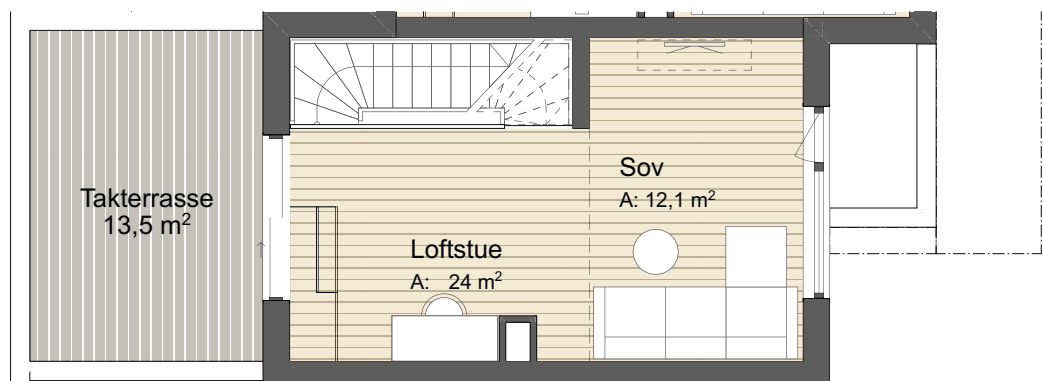 Takterrasse
13,5 m²
Loftstue
A: 24 m²
Sov
A: 12,1 m²